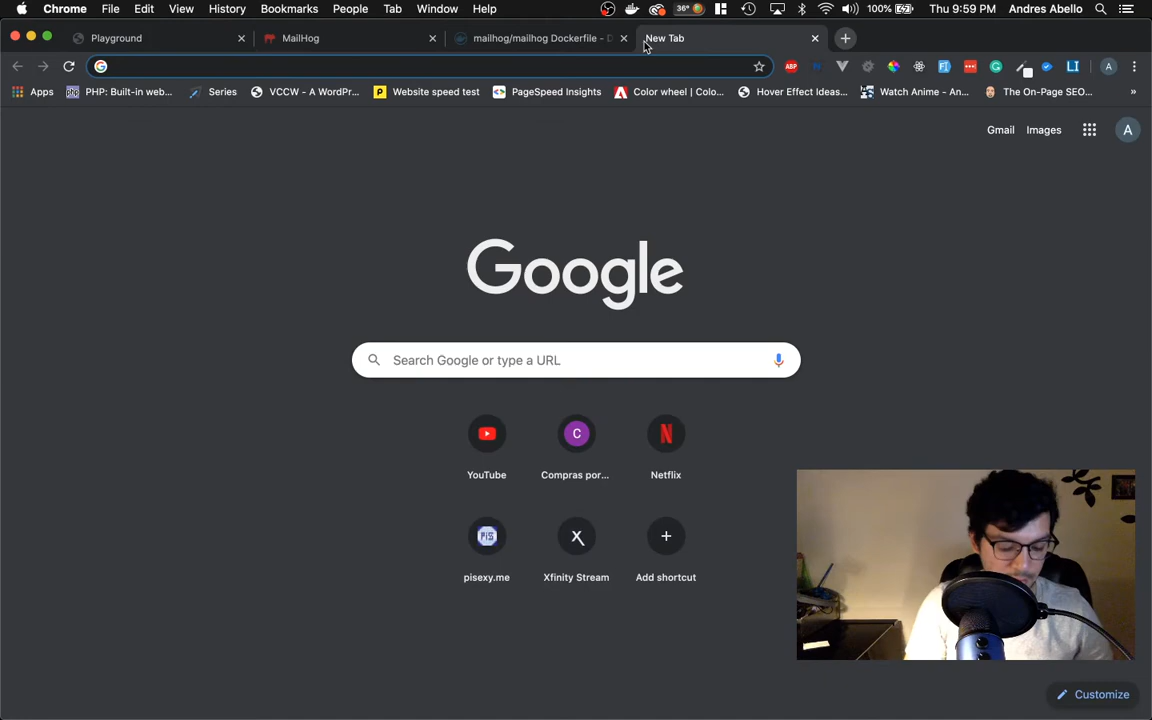 Chrome File Edit View History Bookmarks People Tab Window Help 36° 100% Thu 9:59 PM Andres Abello
Playground MailHog mailhog/mailhog Dockerfile - D New Tab
Apps PHP: Built-in web... Series VCCW - A WordPr... Website speed test PageSpeed Insights Color wheel | Colo... Hover Effect Ideas... Watch Anime - An... The On-Page SEO... »
Gmail Images A
Google
Search Google or type a URL
YouTube Compras por... Netflix
pisexy.me Xfinity Stream Add shortcut
Customize